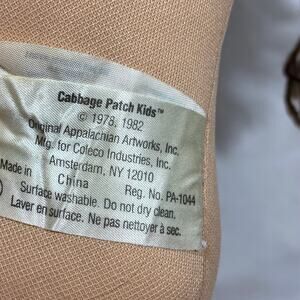 Cabbage Patch Kids™
© 1978, 1982
Original Appalachian Artworks, Inc.
Mfg. for Coleco Industries, Inc.
Amsterdam, NY 12010
Made in China Reg. No. PA-1044
Surface washable. Do not dry clean.
Laver en surface. Ne pas nettoyer à sec.